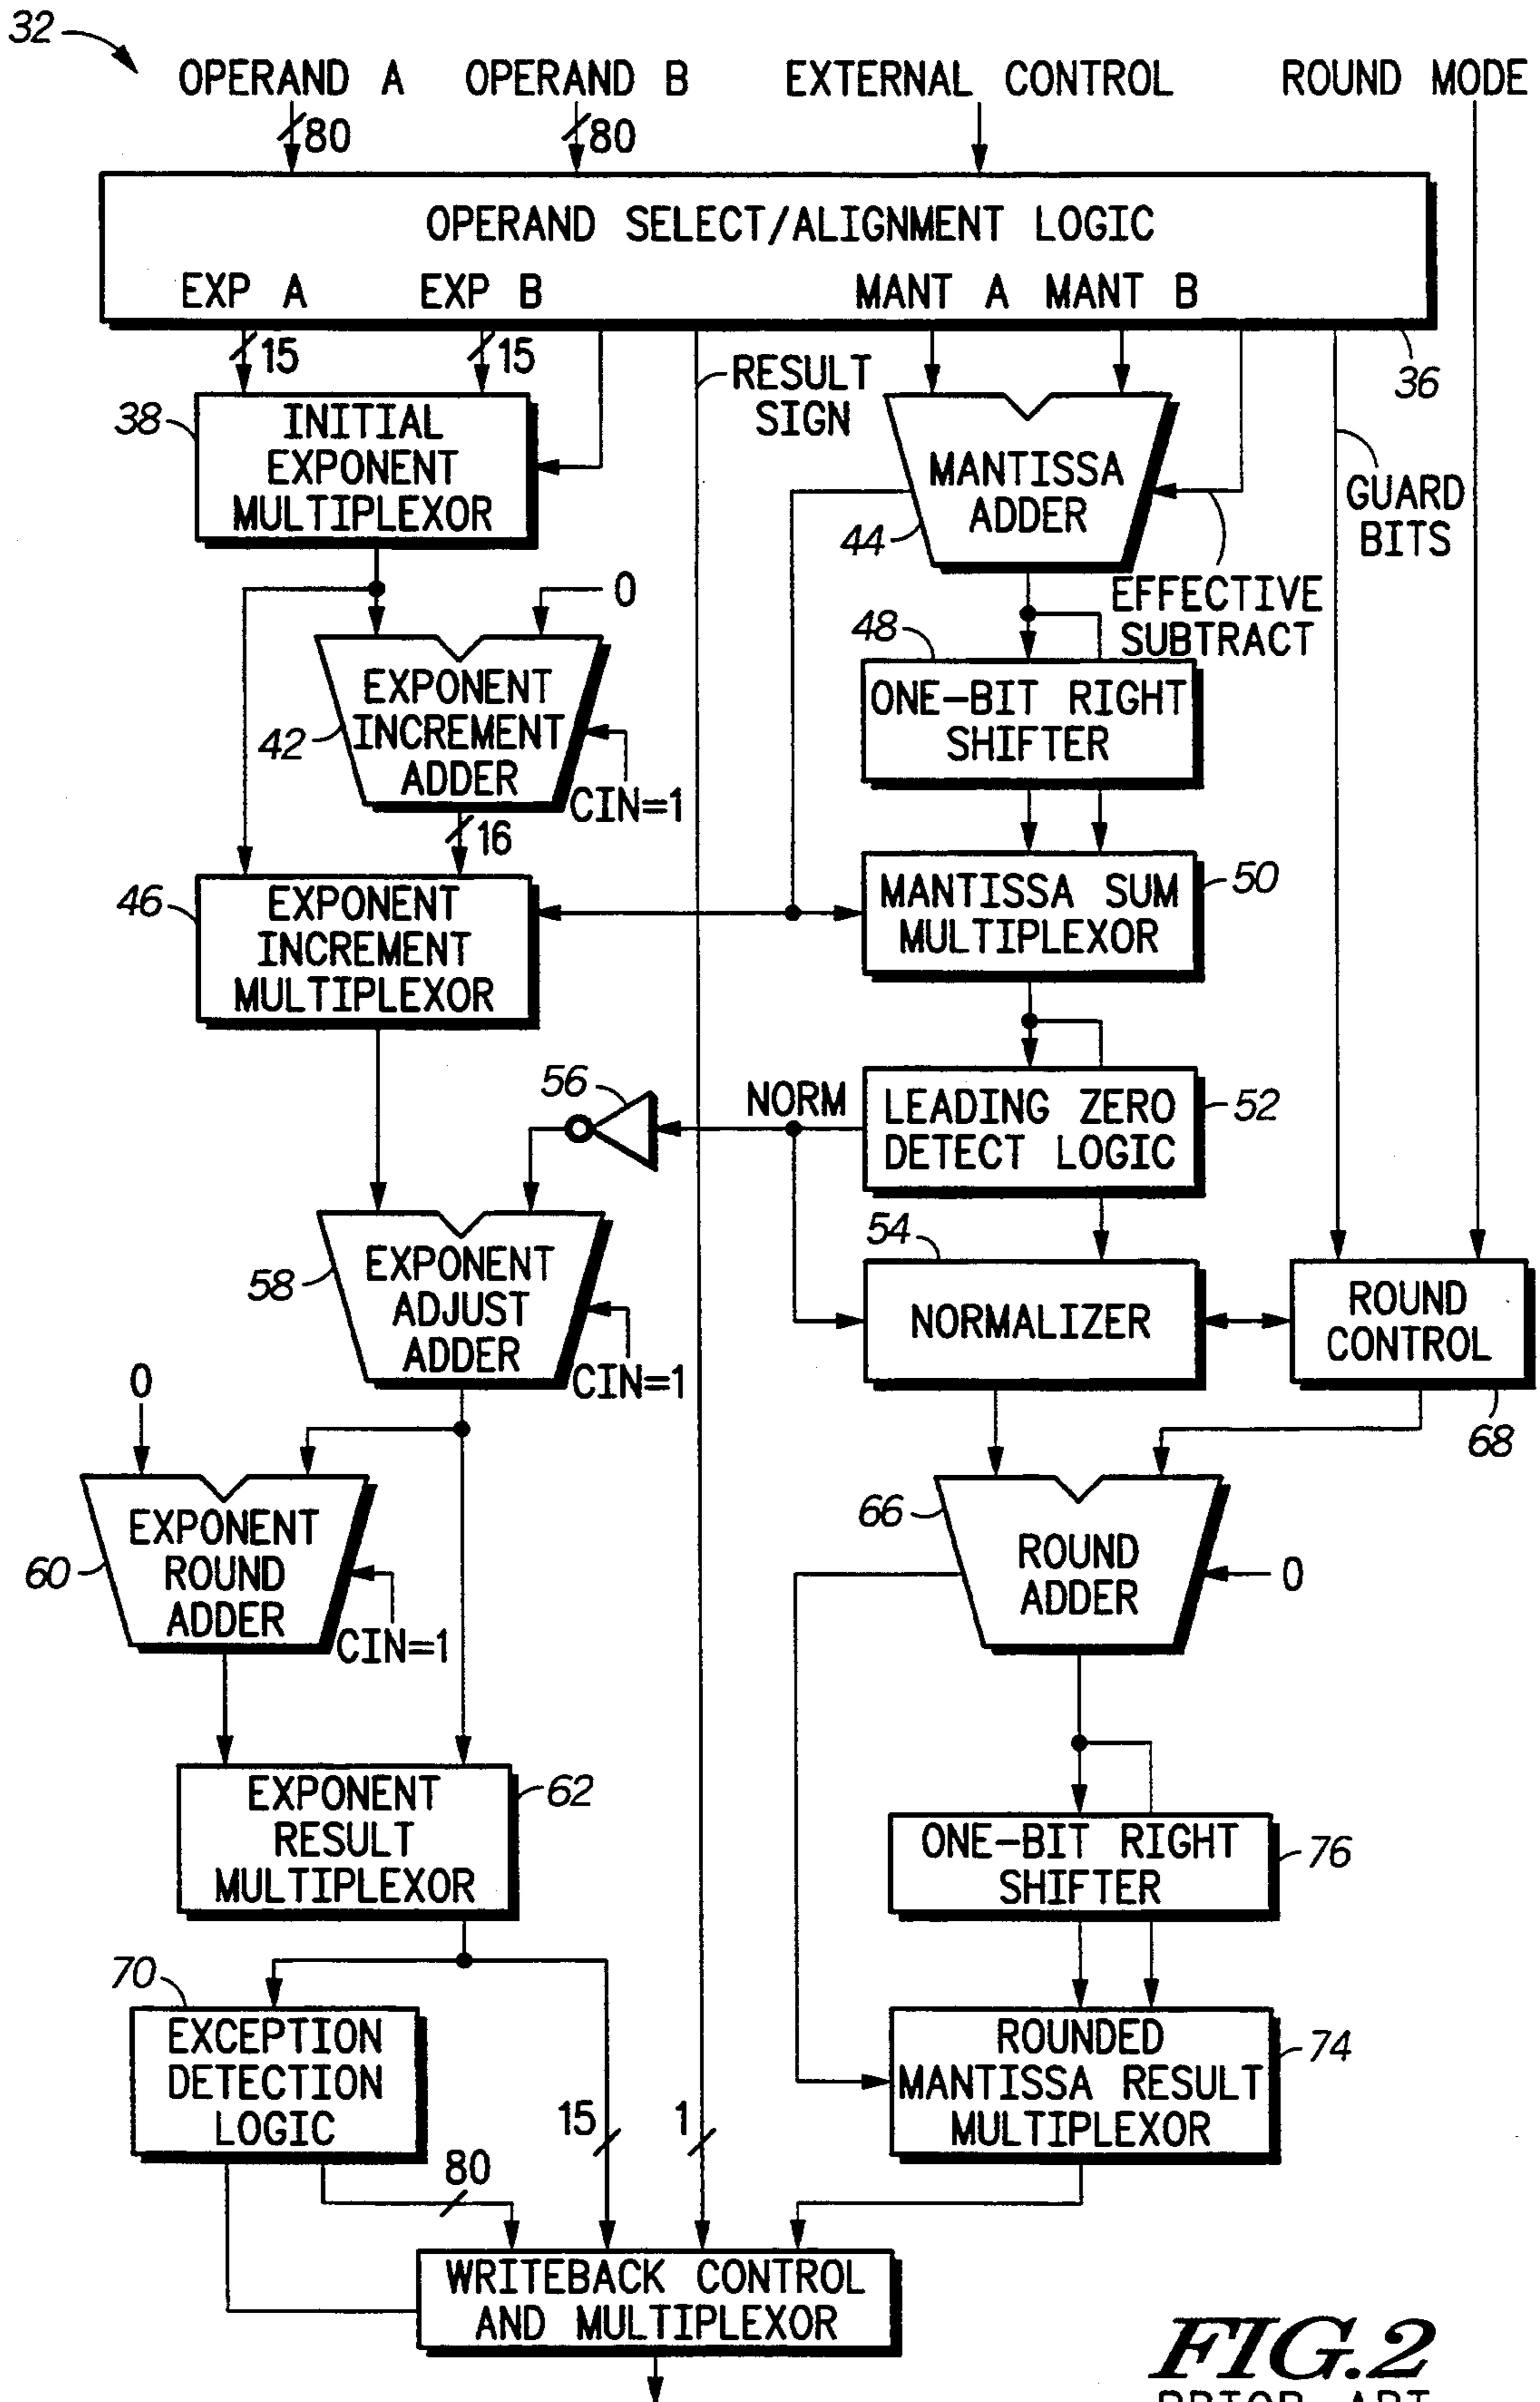 32
OPERAND A
OPERAND B
EXTERNAL CONTROL
ROUND MODE
80
80
OPERAND SELECT/ALIGNMENT LOGIC
EXP A
EXP B
MANT A
MANT B
15
15
36
RESULT
SIGN
38
INITIAL
EXPONENT
MULTIPLEXOR
MANTISSA
ADDER
44
GUARD
BITS
0
EFFECTIVE
SUBTRACT
48
EXPONENT
INCREMENT
ADDER
42
CIN=1
ONE-BIT RIGHT
SHIFTER
16
46
EXPONENT
INCREMENT
MULTIPLEXOR
MANTISSA SUM
MULTIPLEXOR
50
56
NORM
LEADING ZERO
DETECT LOGIC
52
54
58
EXPONENT
ADJUST
ADDER
CIN=1
NORMALIZER
ROUND
CONTROL
68
0
60
EXPONENT
ROUND
ADDER
CIN=1
66
ROUND
ADDER
0
EXPONENT
RESULT
MULTIPLEXOR
62
ONE-BIT RIGHT
SHIFTER
76
70
EXCEPTION
DETECTION
LOGIC
ROUNDED
MANTISSA RESULT
MULTIPLEXOR
74
15
1
80
WRITEBACK CONTROL
AND MULTIPLEXOR
FIG.2
PRIOR ART